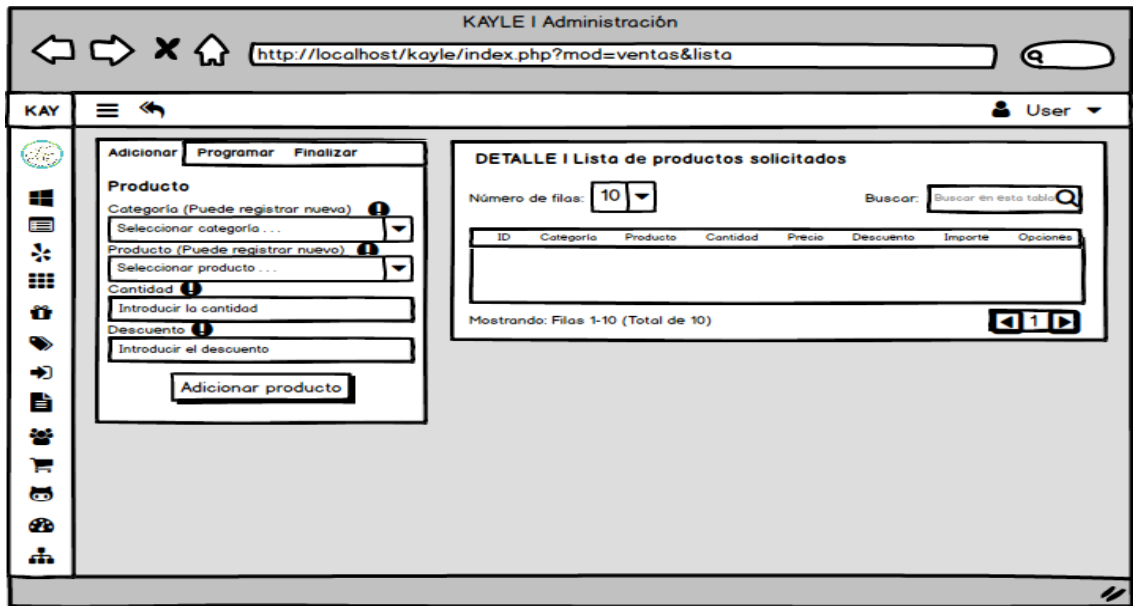 KAYLE | Administración
http://localhost/kayle/index.php?mod=ventas&lista
KAY
User
Adicionar Programar Finalizar
Producto
Categoría (Puede registrar nueva)
Seleccionar categoría . . .
Producto (Puede registrar nuevo)
Seleccionar producto . . .
Cantidad
Introducir la cantidad
Descuento
Introducir el descuento
Adicionar producto
DETALLE | Lista de productos solicitados
Número de filas: 10
Buscar: Buscar en esta tabla
ID Categoría Producto Cantidad Precio Descuento Importe Opciones
Mostrando: Filas 1-10 (Total de 10)
1